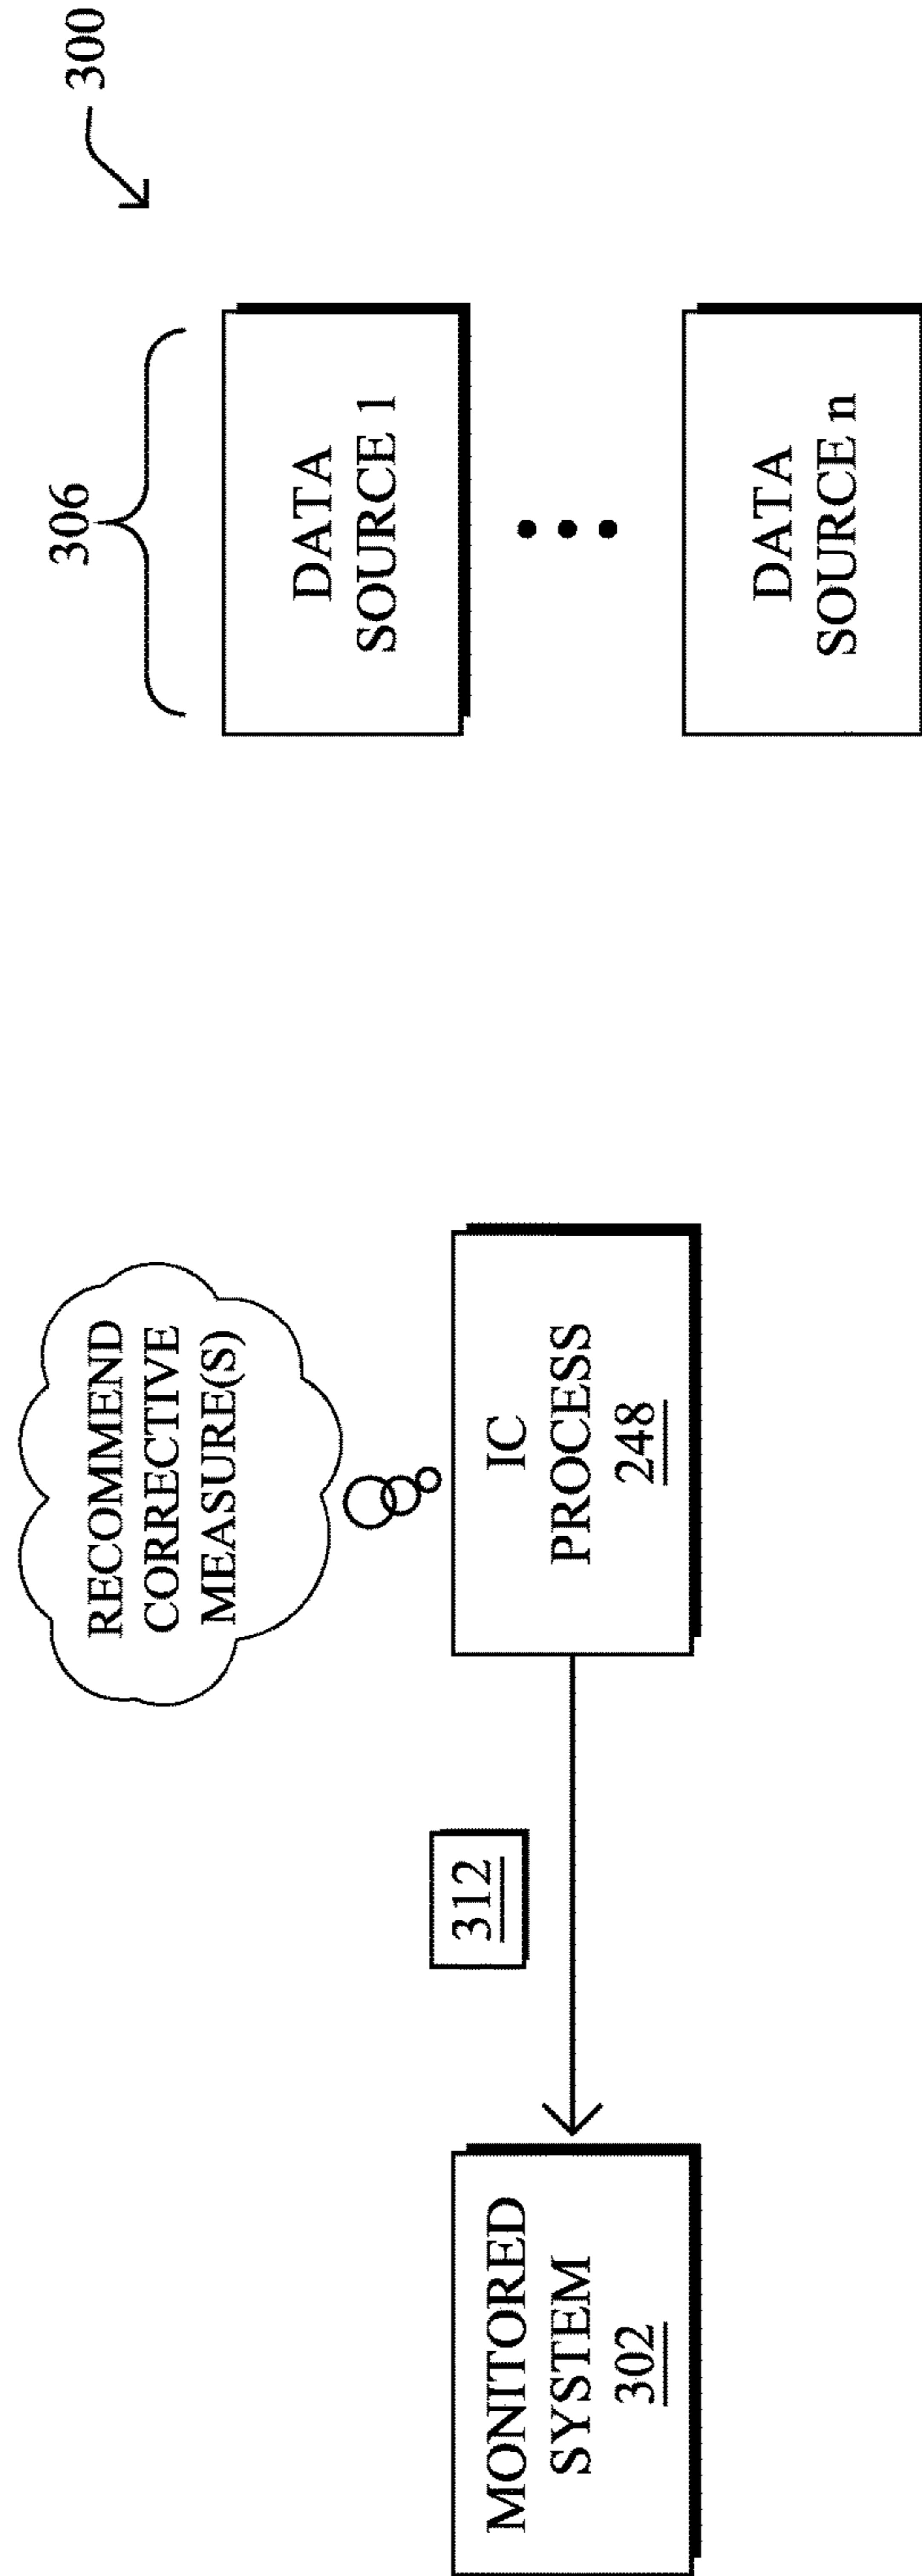 300
306
RECOMMEND
CORRECTIVE
MEASURE(S)
DATA
SOURCE 1
312
MONITORED
SYSTEM
302
IC
PROCESS
248
DATA
SOURCE n